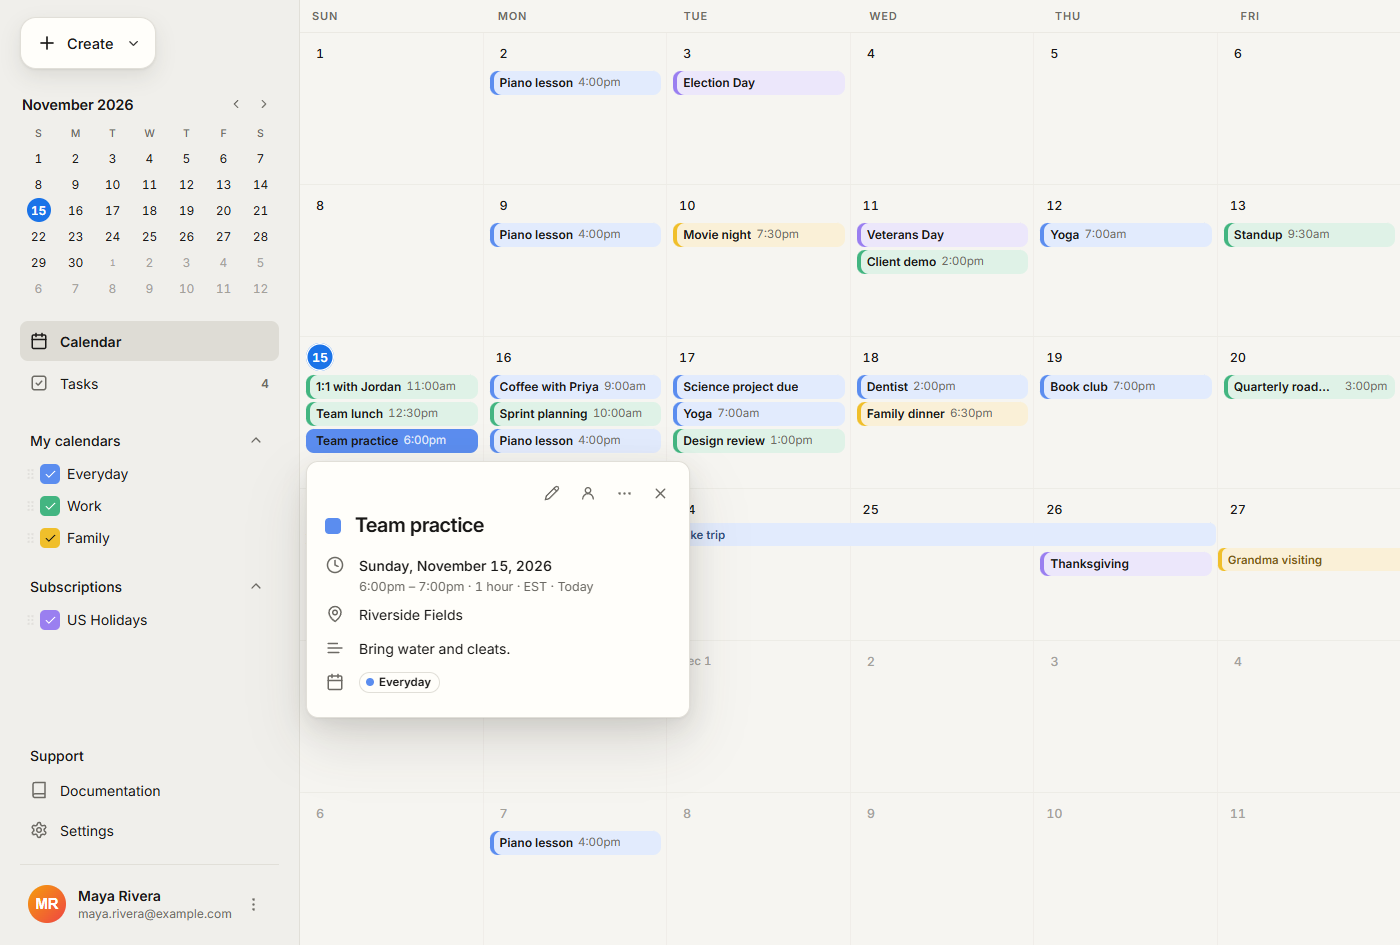 Create
November 2026
S M T W T F S
1 2 3 4 5 6 7
8 9 10 11 12 13 14
15 16 17 18 19 20 21
22 23 24 25 26 27 28
29 30 1 2 3 4 5
6 7 8 9 10 11 12
Calendar
Tasks 4
My calendars
Everyday
Work
Family
Subscriptions
US Holidays
Support
Documentation
Settings
MR
Maya Rivera
maya.rivera@example.com
SUN MON TUE WED THU FRI
1 2 3 4 5 6
Piano lesson 4:00pm
Election Day
8 9 10 11 12 13
Piano lesson 4:00pm
Movie night 7:30pm
Veterans Day
Client demo 2:00pm
Yoga 7:00am
Standup 9:30am
15 16 17 18 19 20
1:1 with Jordan 11:00am
Team lunch 12:30pm
Team practice 6:00pm
Coffee with Priya 9:00am
Sprint planning 10:00am
Piano lesson 4:00pm
Science project due
Yoga 7:00am
Design review 1:00pm
Dentist 2:00pm
Family dinner 6:30pm
Book club 7:00pm
Quarterly road... 3:00pm
Team practice
Sunday, November 15, 2026
6:00pm – 7:00pm · 1 hour · EST · Today
Riverside Fields
Bring water and cleats.
Everyday
4 25 26 27
ke trip
Thanksgiving
Grandma visiting
ec 1 2 3 4
6 7 8 9 10 11
Piano lesson 4:00pm